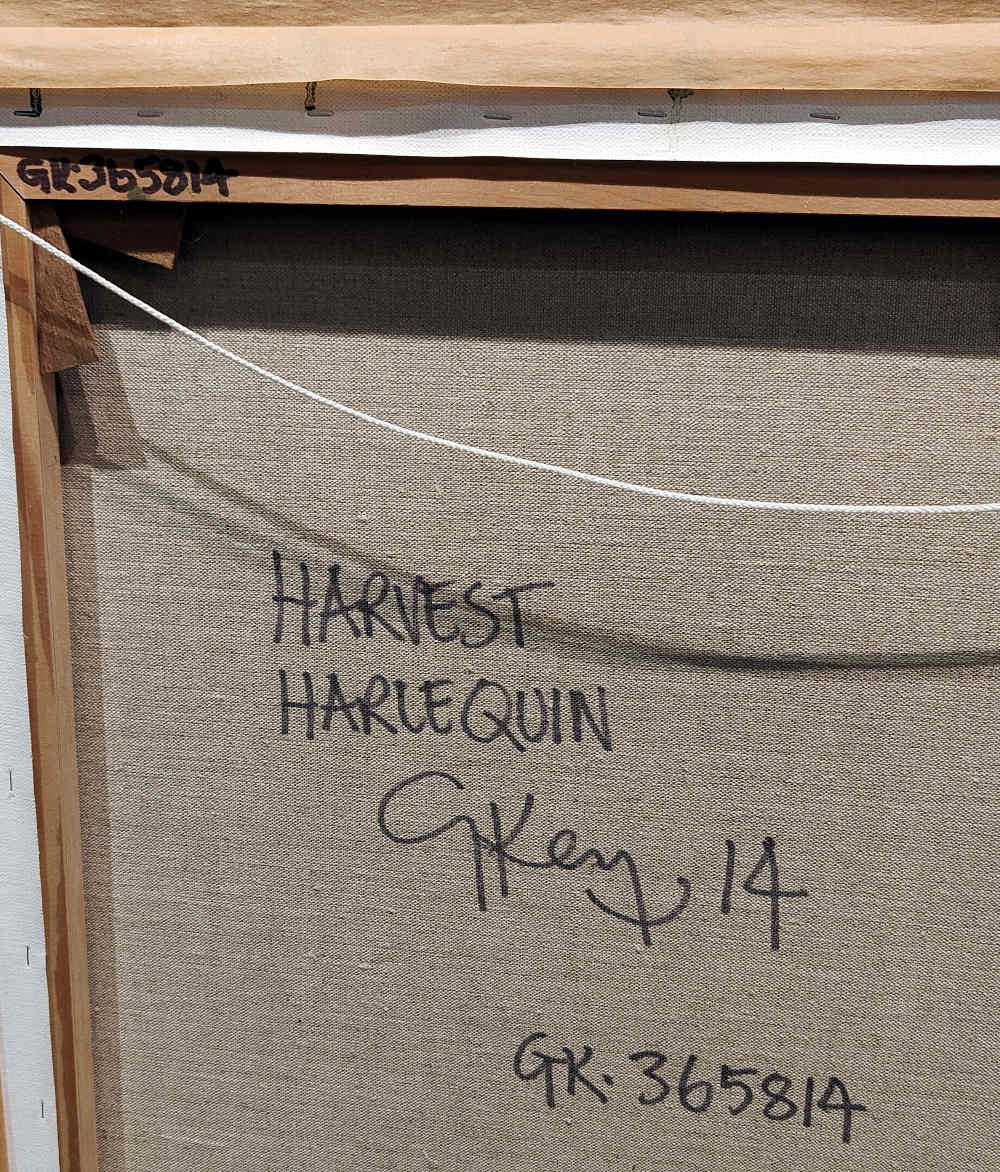 GK.365814
HARVEST
HARLEQUIN
GKey 14
GK. 365814